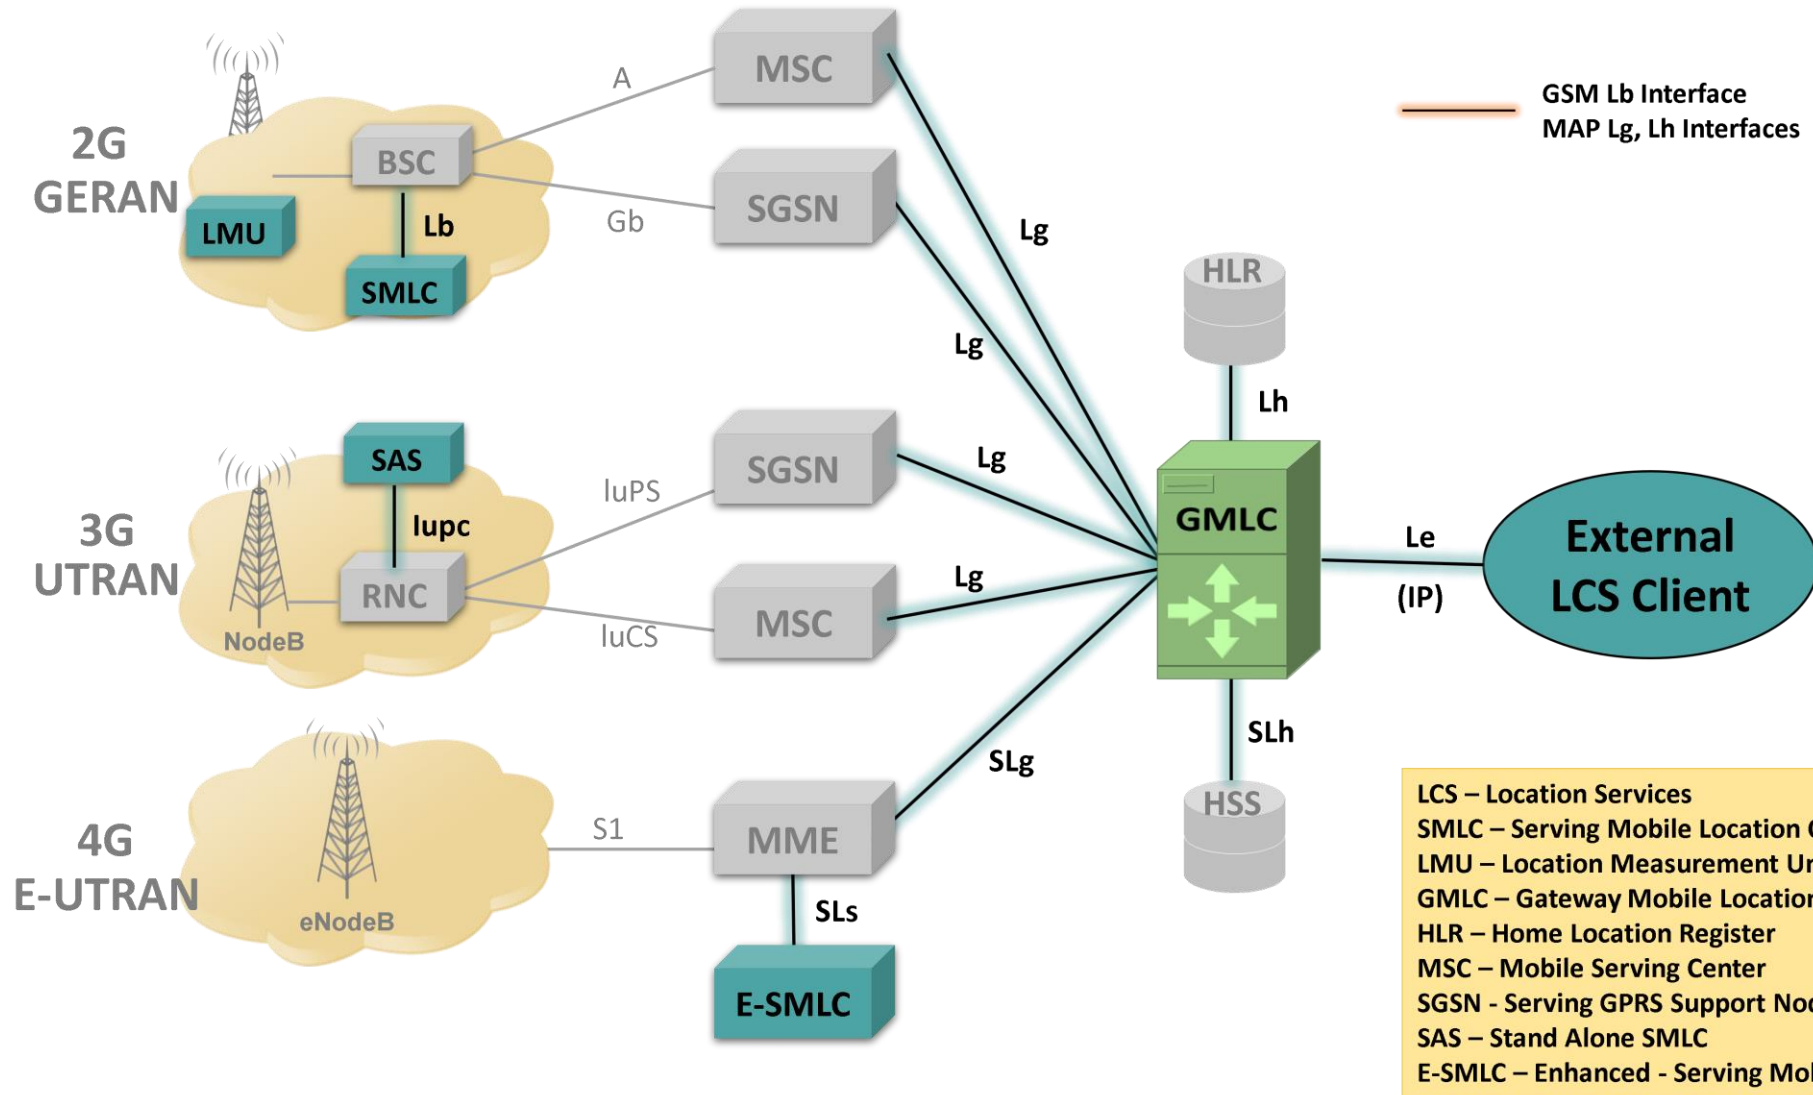 2G
GERAN
BSC
LMU
Lb
SMLC
A
Gb
MSC
SGSN
Lg
Lg
GSM Lb Interface
MAP Lg, Lh Interfaces
HLR
Lh
3G
UTRAN
SAS
Iupc
RNC
NodeB
IuPS
IuCS
SGSN
MSC
Lg
Lg
GMLC
Le
(IP)
External
LCS Client
4G
E-UTRAN
eNodeB
S1
MME
SLs
E-SMLC
SLg
SLh
HSS
LCS – Location Services
SMLC – Serving Mobile Location
LMU – Location Measurement
GMLC – Gateway Mobile Location
HLR – Home Location Register
MSC – Mobile Serving Center
SGSN - Serving GPRS Support
SAS – Stand Alone SMLC
E-SMLC – Enhanced - Serving